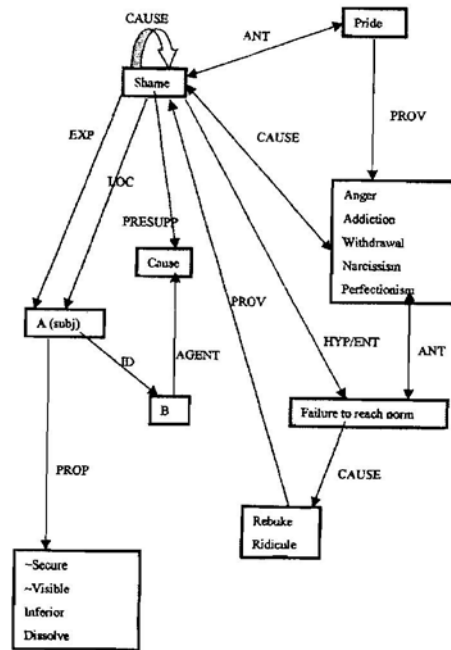 CAUSE
ANT
Pride
Shame
EXP
LOC
CAUSE
PROV
PRESUPP
Anger
Addiction
Withdrawal
Narcissism
Perfectionism
Cause
PROV
A (subj)
HYP/ENT
ANT
ID
AGENT
B
Failure to reach norm
PROP
CAUSE
Rebuke
Ridicule
~Secure
~Visible
Inferior
Dissolve